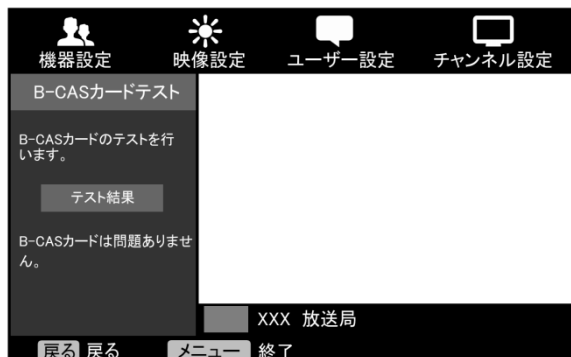 機器設定 映像設定 ユーザー設定 チャンネル設定
B-CASカードテスト
B-CASカードのテストを行
います。
テスト結果
B-CASカードは問題ありませ
ん。
XXX 放送局
戻る 戻る メニュー 終了